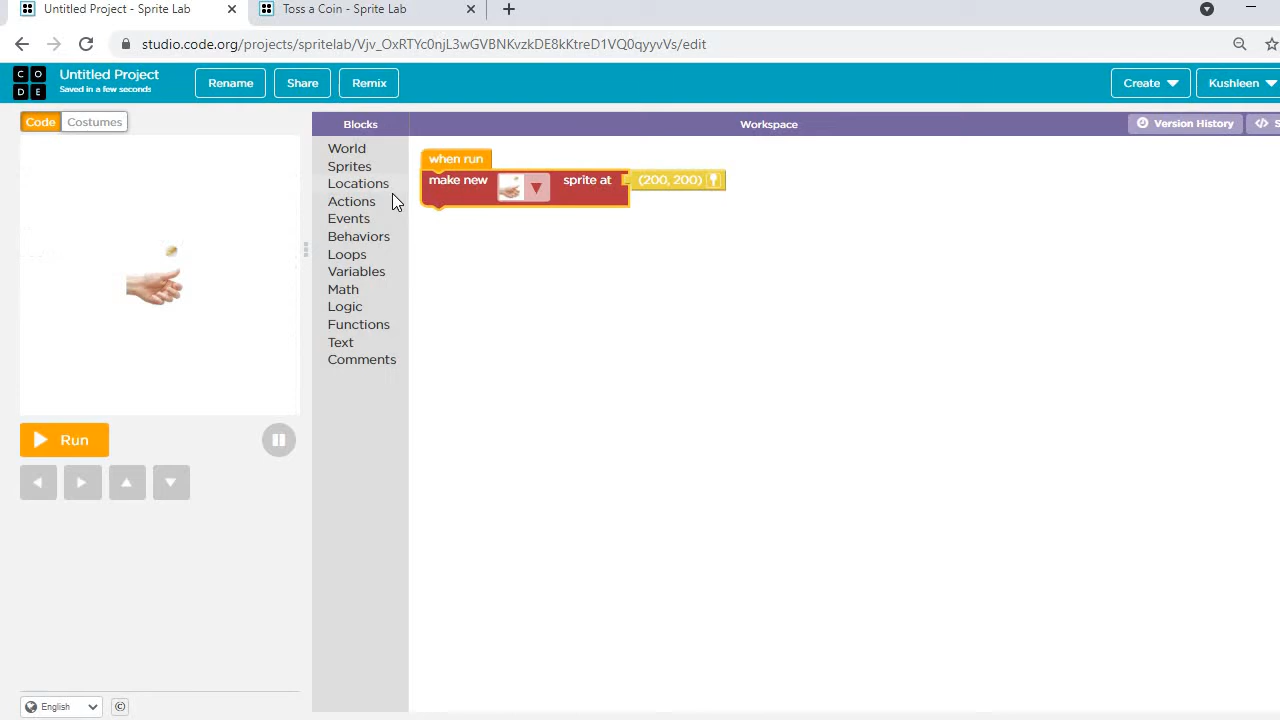 Untitled Project - Sprite Lab
Toss a Coin - Sprite Lab
studio.code.org/projects/spritelab/Vjv_OxRTYc0njL3wGVBNKvzkDE8kKtreD1VQ0qyyvVs/edit
C O D E
Untitled Project
Saved in a few seconds
Rename
Share
Remix
Create
Kushleen
Code
Costumes
Blocks
Workspace
Version History
S
World
Sprites
Locations
Actions
Events
Behaviors
Loops
Variables
Math
Logic
Functions
Text
Comments
when run
make new sprite at (200, 200)
Run
English
©